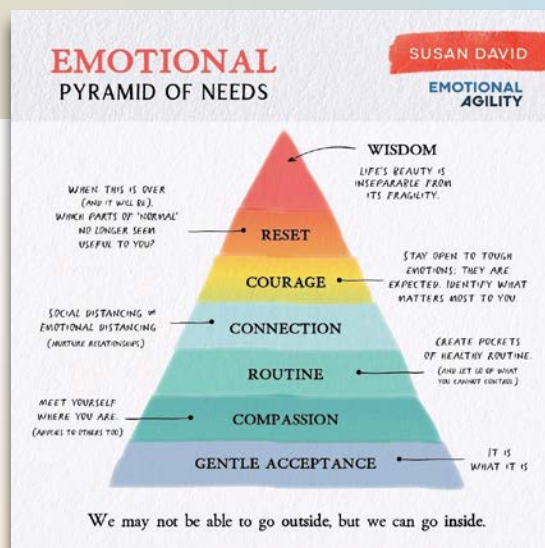 EMOTIONAL
PYRAMID OF NEEDS
SUSAN DAVID
EMOTIONAL
AGILITY
WISDOM
LIFE'S BEAUTY IS
INSEPARABLE FROM
ITS FRAGILITY.
WHEN THIS IS OVER
(AND IT WILL BE),
WHICH PARTS OF 'NORMAL'
NO LONGER SEEM
USEFUL TO YOU?
RESET
COURAGE
STAY OPEN TO TOUGH
EMOTIONS; THEY ARE
EXPECTED. IDENTIFY WHAT
MATTERS MOST TO YOU.
SOCIAL DISTANCING ≠
EMOTIONAL DISTANCING
(NURTURE RELATIONSHIPS)
CONNECTION
ROUTINE
CREATE POCKETS
OF HEALTHY ROUTINE.
(AND LET GO OF WHAT
YOU CANNOT CONTROL)
MEET YOURSELF
WHERE YOU ARE.
(APPLIES TO OTHERS TOO)
COMPASSION
GENTLE ACCEPTANCE
IT IS
WHAT IT IS
We may not be able to go outside, but we can go inside.